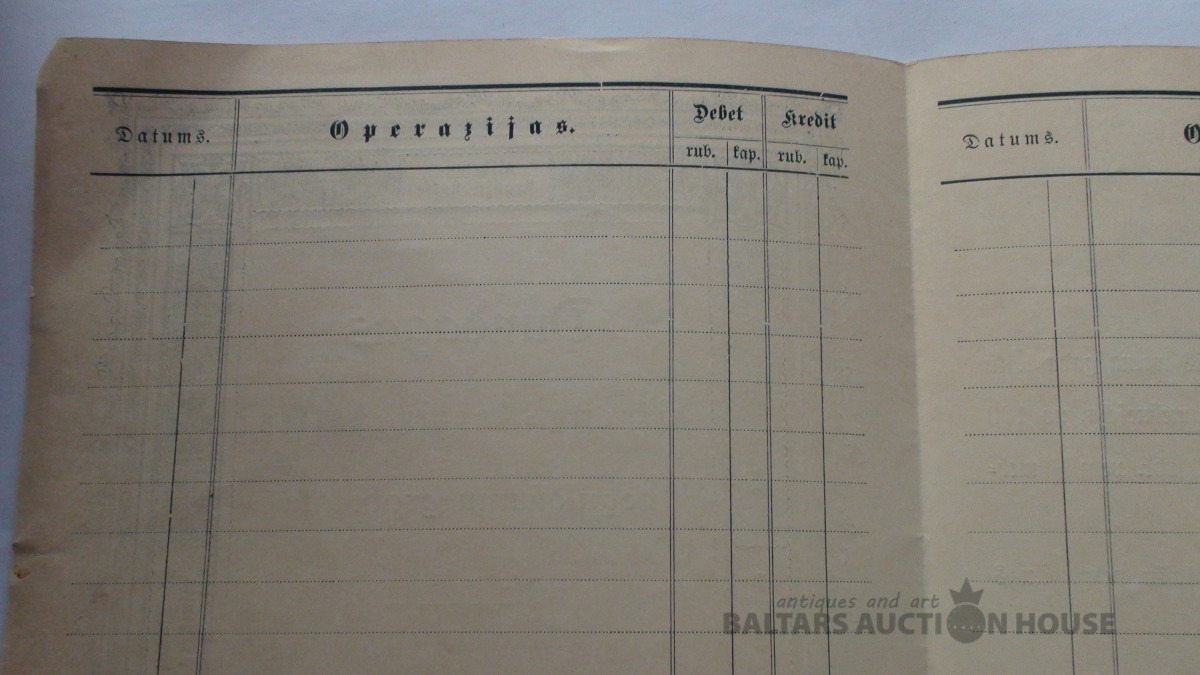 Datums.
Operazijas.
Debet
Kredit
rub.
kap.
rub.
kap.
Datums.
O
antiques and art
BALTARS AUCTION HOUSE